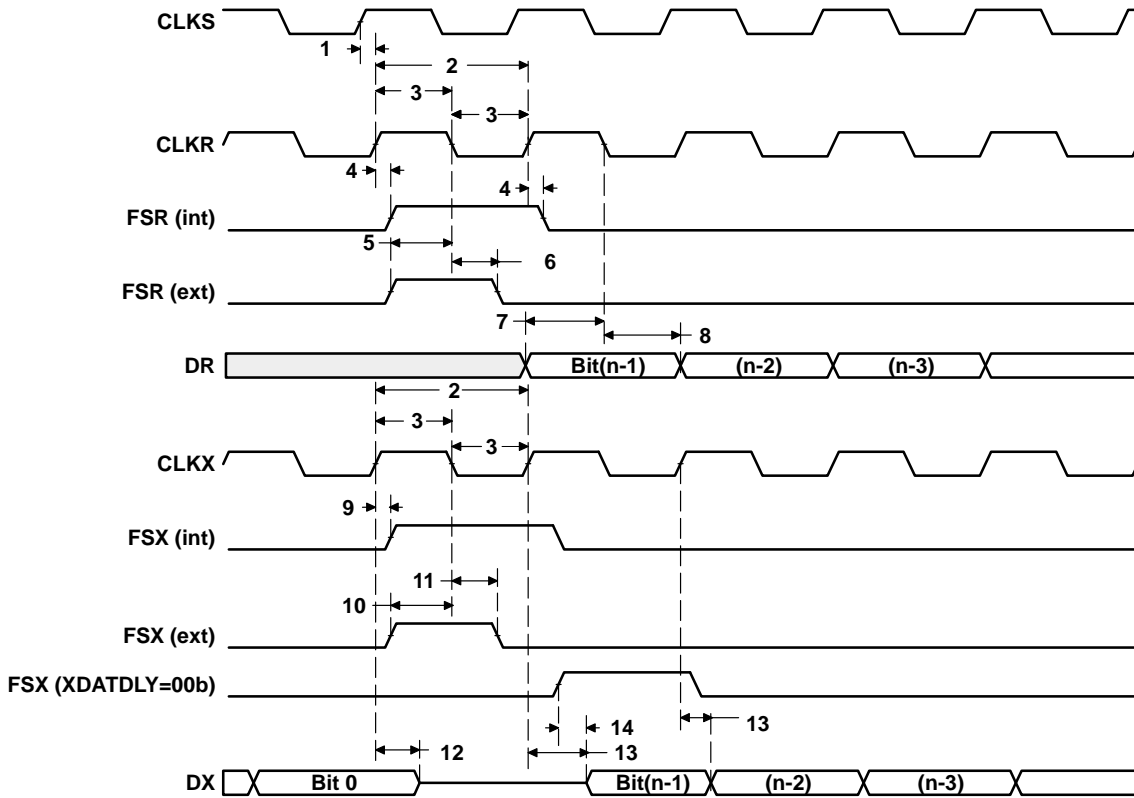 CLKS
1
2
3
3
CLKR
4
4
FSR (int)
5
6
FSR (ext)
7
8
DR Bit(n-1) (n-2) (n-3)
2
3
3
CLKX
9
FSX (int)
11
10
FSX (ext)
FSX (XDATDLY=00b)
14 13
12 13
DX Bit 0 Bit(n-1) (n-2) (n-3)